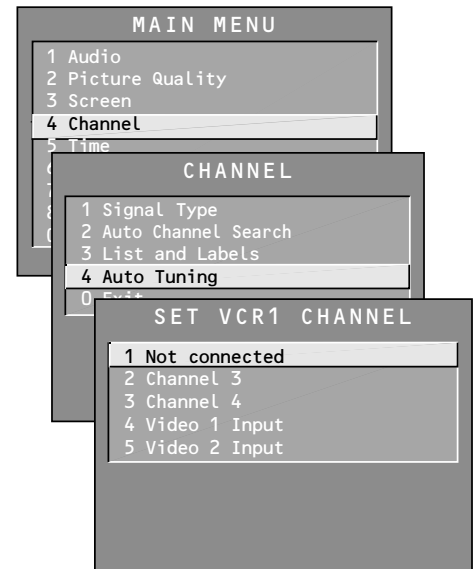 MAIN MENU
1 Audio
2 Picture Quality
3 Screen
4 Channel
5 Time
CHANNEL
1 Signal Type
2 Auto Channel Search
3 List and Labels
4 Auto Tuning
0 Exit
SET VCR1 CHANNEL
1 Not connected
2 Channel 3
3 Channel 4
4 Video 1 Input
5 Video 2 Input